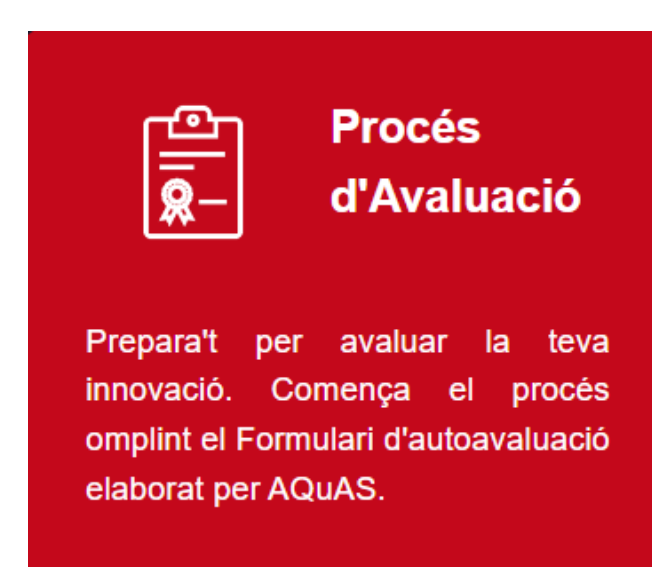 Procés
d'Avaluació
Prepara't per avaluar la teva
innovació. Comença el procés
omplint el Formulari d'autoavaluació
elaborat per AQuAS.